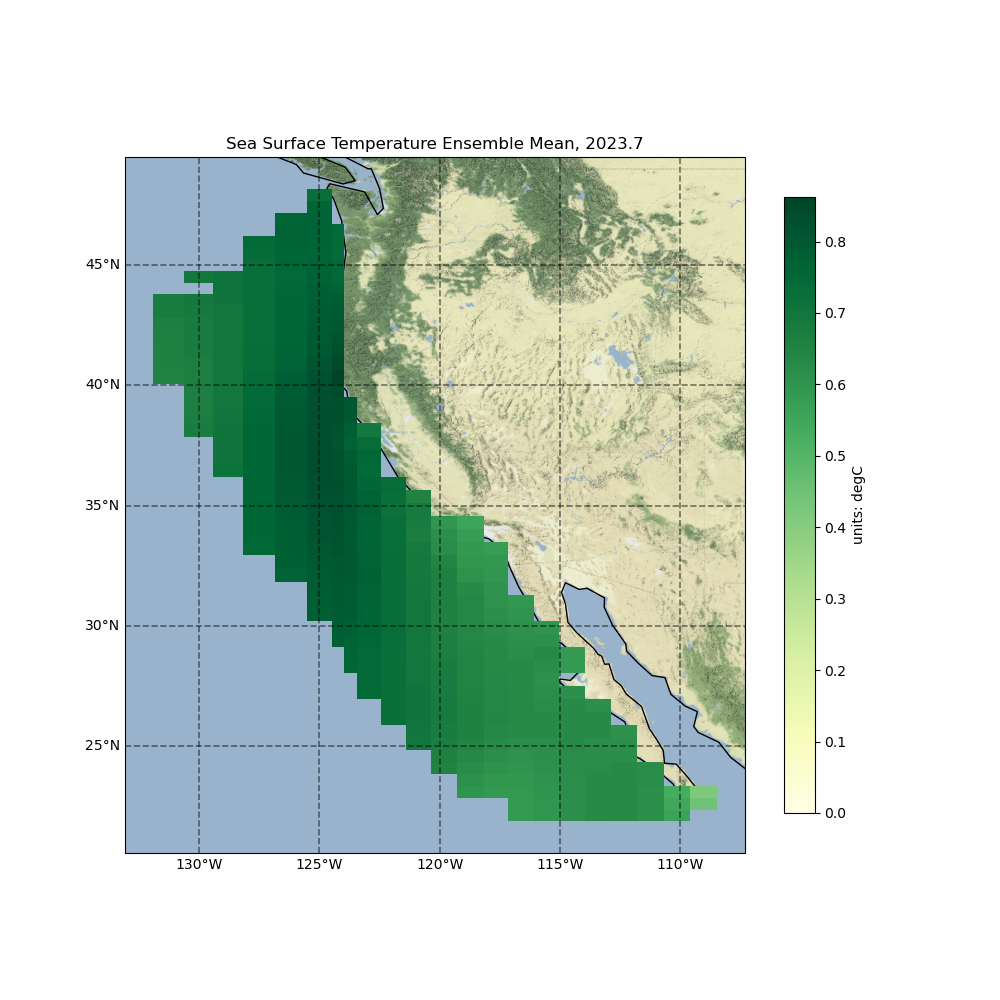 Sea Surface Temperature Ensemble Mean, 2023.7
45°N
40°N
35°N
30°N
25°N
130°W 125°W 120°W 115°W 110°W
0.8
0.7
0.6
0.5
0.4
0.3
0.2
0.1
0.0
units: degC